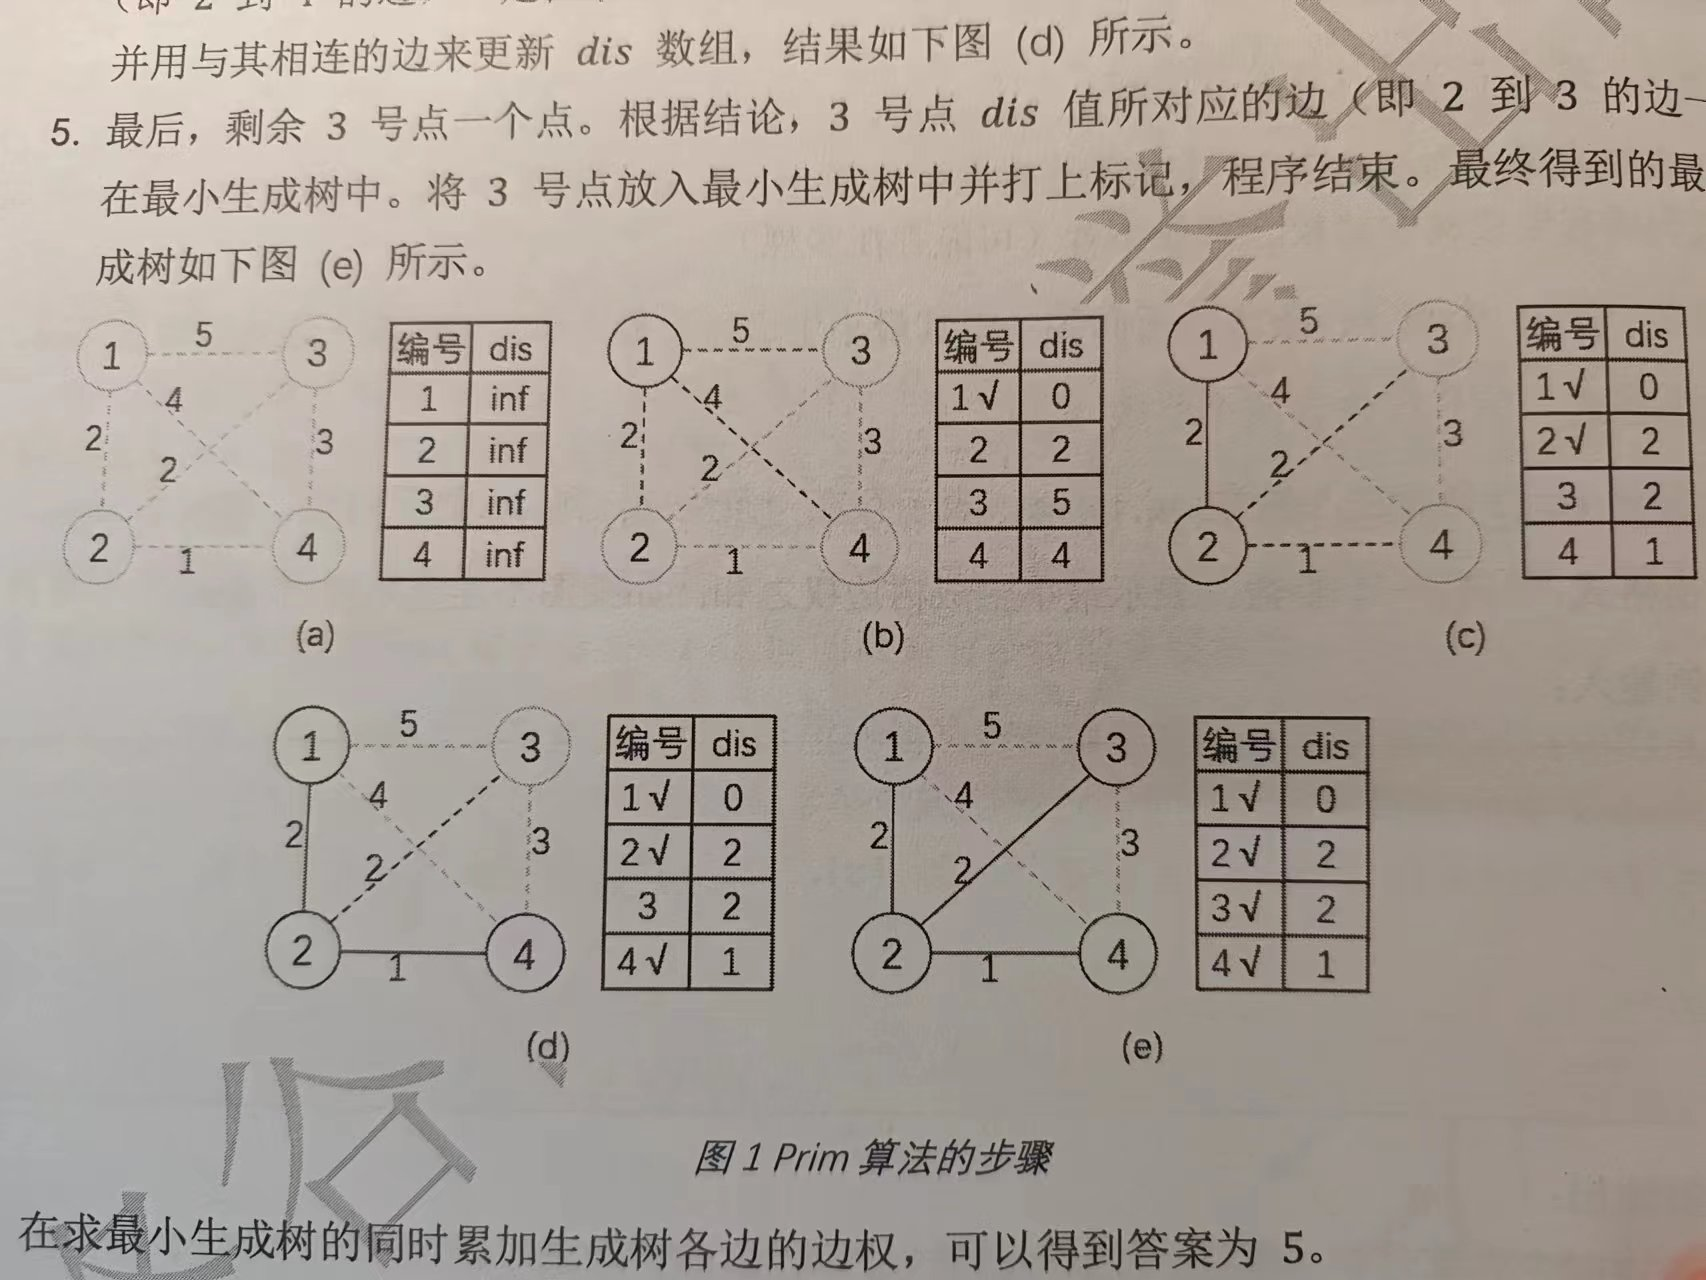 并用与其相连的边来更新 dis 数组，结果如下图 (d) 所示。
5. 最后，剩余 3 号点一个点。根据结论，3 号点 dis 值所对应的边（即 2 到 3 的边一
在最小生成树中。将 3 号点放入最小生成树中并打上标记，程序结束。最终得到的最
成树如下图 (e) 所示。
1 5 3
4
2 3
2
2 1 4
编号 dis
1 inf
2 inf
3 inf
4 inf
(a)
1 5 3
4
2 3
2
2 1 4
编号 dis
1√ 0
2 2
3 5
4 4
(b)
1 5 3
4
2 3
2
2 1 4
编号 dis
1√ 0
2√ 2
3 2
4 1
(c)
1 5 3
4
2 3
2
2 1 4
编号 dis
1√ 0
2√ 2
3 2
4√ 1
(d)
1 5 3
4
2 3
2
2 1 4
编号 dis
1√ 0
2√ 2
3√ 2
4√ 1
(e)
图 1 Prim 算法的步骤
在求最小生成树的同时累加生成树各边的边权，可以得到答案为 5。